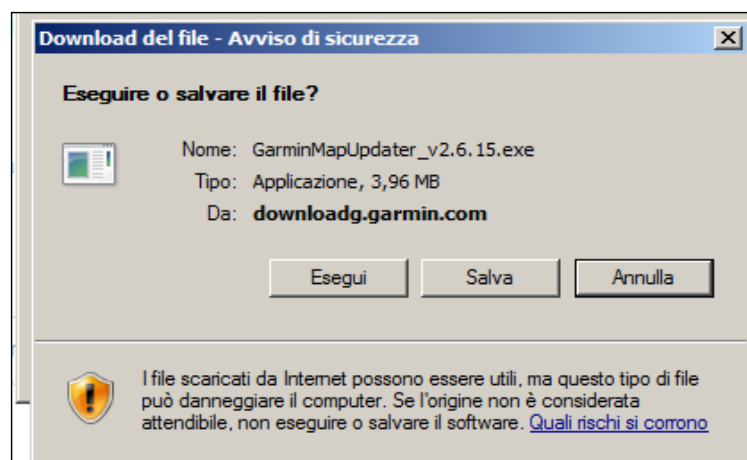 Download del file - Avviso di sicurezza
Eseguire o salvare il file?
Nome: GarminMapUpdater_v2.6.15.exe
Tipo: Applicazione, 3,96 MB
Da: downloadg.garmin.com
Esegui Salva Annulla
I file scaricati da Internet possono essere utili, ma questo tipo di file
può danneggiare il computer. Se l'origine non è considerata
attendibile, non eseguire o salvare il software. Quali rischi si corrono